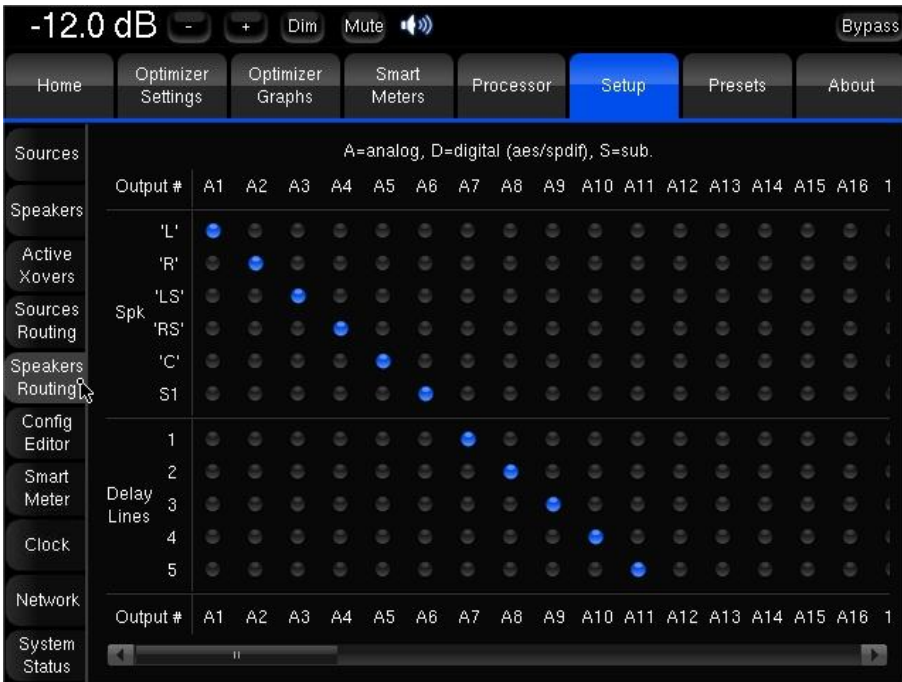 -12.0 dB - + Dim Mute Bypass
Home Optimizer Settings Optimizer Graphs Smart Meters Processor Setup Presets About
Sources
Speakers
Active Xovers
Sources Routing
Speakers Routing
Config Editor
Smart Meter
Clock
Network
System Status
A=analog, D=digital (aes/spdif), S=sub.
Output # A1 A2 A3 A4 A5 A6 A7 A8 A9 A10 A11 A12 A13 A14 A15 A16 1
Spk
'L'
'R'
'LS'
'RS'
'C'
S1
Delay Lines
1
2
3
4
5
Output # A1 A2 A3 A4 A5 A6 A7 A8 A9 A10 A11 A12 A13 A14 A15 A16 1